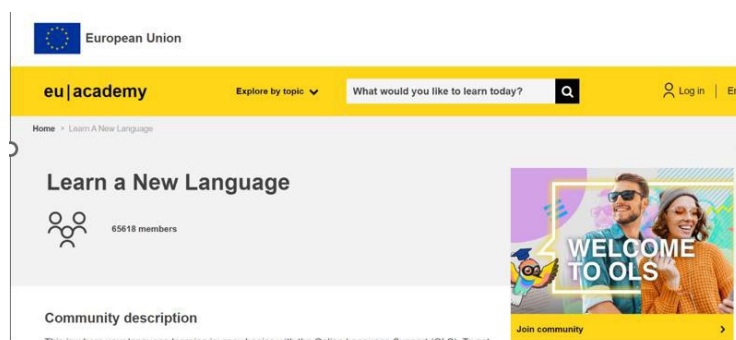 European Union
eu|academy
Explore by topic
What would you like to learn today?
Log in | En
Home > Learn A New Language
Learn a New Language
65618 members
WELCOME
TO OLS
Community description
Join community >